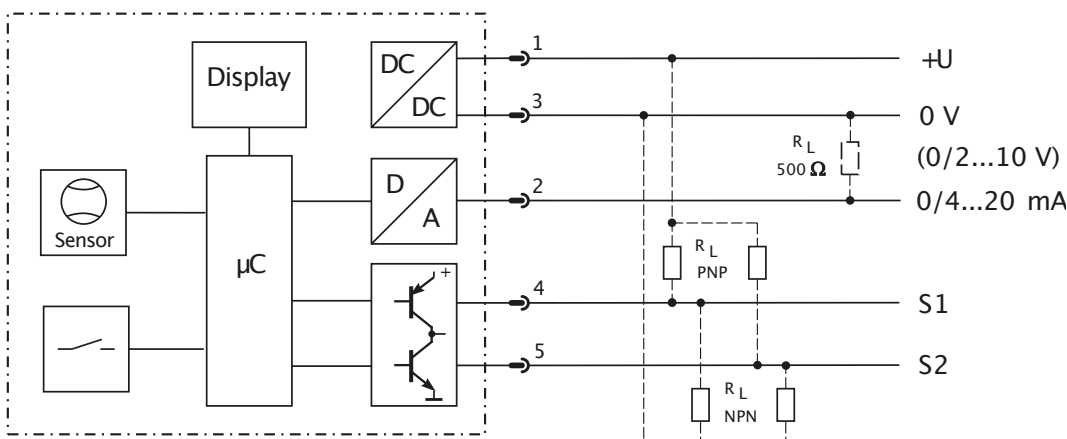 Display
DC
DC
1
+U
3
0 V
R L
500 Ω
(0/2...10 V)
D
A
2
0/4...20 mA
Sensor
µC
R L
PNP
+
4
S1
5
S2
R L
NPN